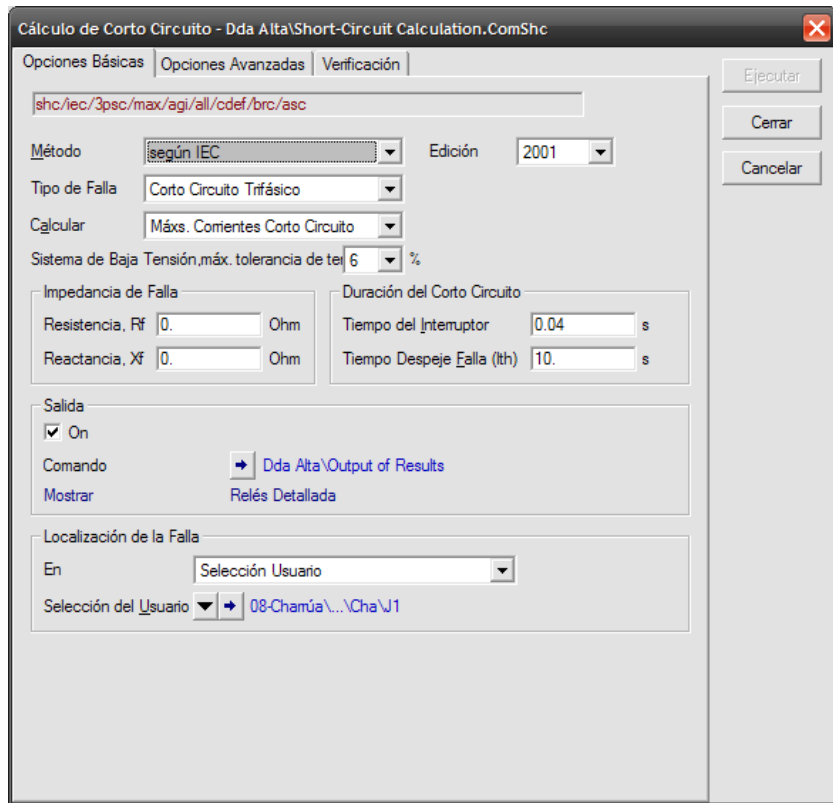 Cálculo de Corto Circuito - Dda Alta\Short-Circuit Calculation.ComShc
Opciones Básicas Opciones Avanzadas Verificación
Ejecutar
shc/iec/3psc/max/agi/all/cdef/brc/asc
Cerrar
Método según IEC Edición 2001
Cancelar
Tipo de Falla Corto Circuito Trifásico
Calcular Máxs. Corrientes Corto Circuito
Sistema de Baja Tensión,máx. tolerancia de ter 6 %
Impedancia de Falla Duración del Corto Circuito
Resistencia, Rf 0. Ohm Tiempo del Interruptor 0.04 s
Reactancia, Xf 0. Ohm Tiempo Despeje Falla (Ith) 10. s
Salida
On
Comando Dda Alta\Output of Results
Mostrar Relés Detallada
Localización de la Falla
En Selección Usuario
Selección del Usuario 08-Charrúa\...\Cha\J1